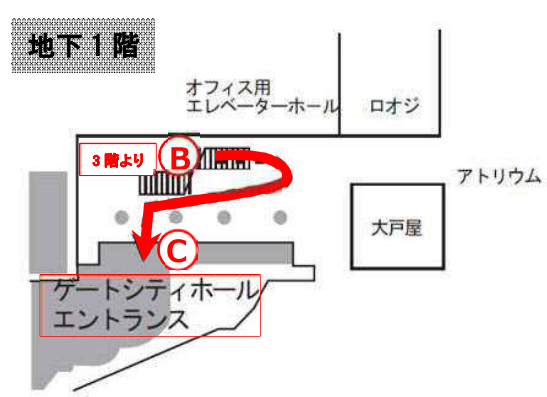 地下1階
オフィス用
エレベーターホール
ロオジ
3階より
B
アトリウム
大戸屋
C
ゲートシティホール
エントランス